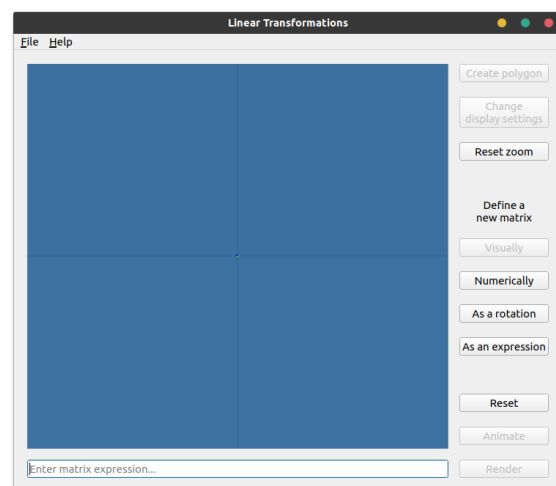 Linear Transformations
File Help
Create polygon
Change
display settings
Reset zoom
Define a
new matrix
Visually
Numerically
As a rotation
As an expression
Reset
Animate
Enter matrix expression...
Render